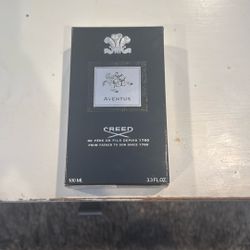 AVENTUS
CREED
DE PÈRE EN FILS DEPUIS 1760
FROM FATHER TO SON SINCE 1760
100 ML
3.3 FL.OZ.